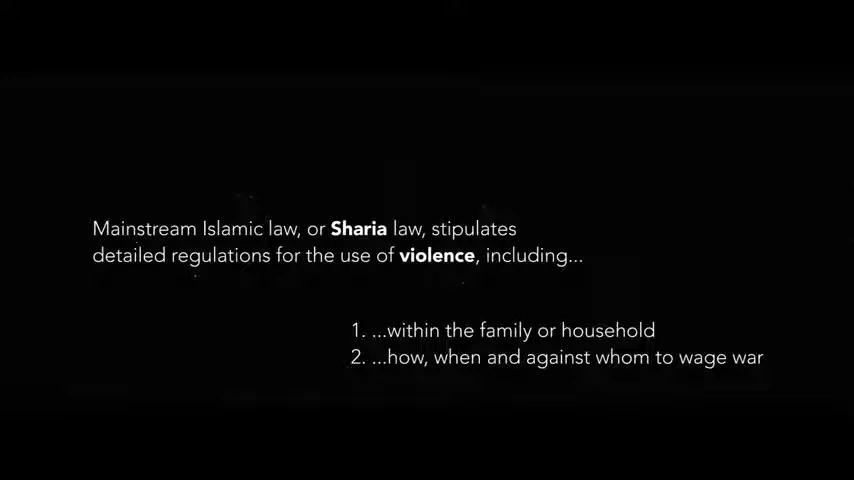 Mainstream Islamic law, or Sharia law, stipulates
detailed regulations for the use of violence, including...
1. ...within the family or household
2. ...how, when and against whom to wage war